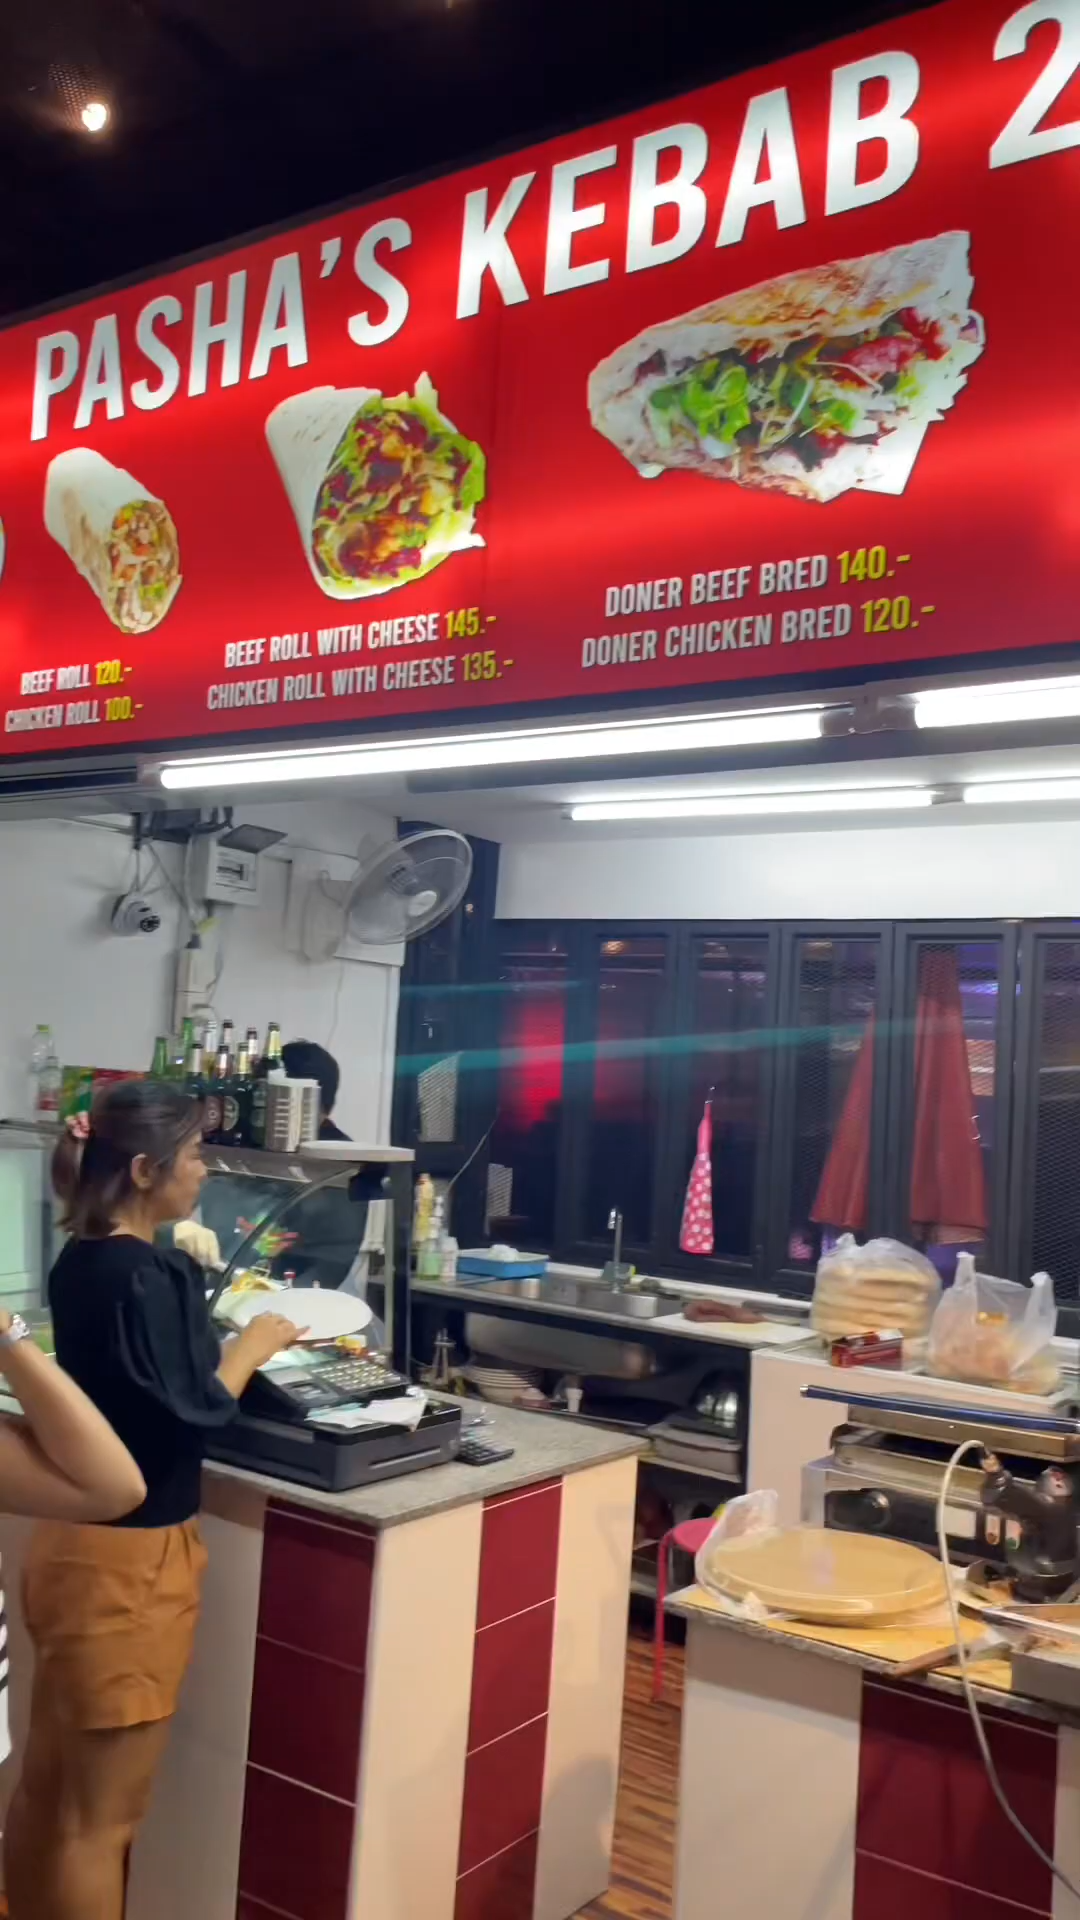 PASHA'S KEBAB 2
BEEF ROLL 120.-
CHICKEN ROLL 100.-
BEEF ROLL WITH CHEESE 145.-
CHICKEN ROLL WITH CHEESE 135.-
DONER BEEF BRED 140.-
DONER CHICKEN BRED 120.-